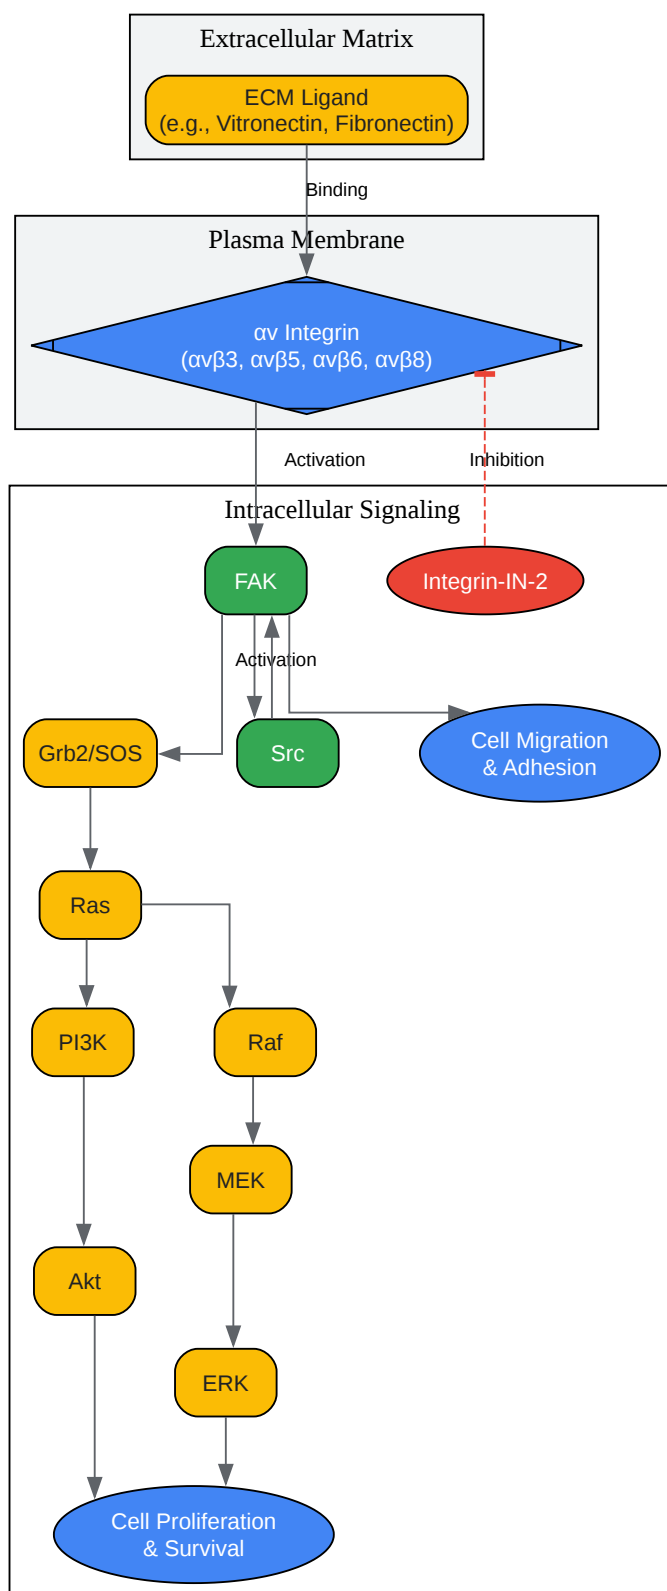 Extracellular Matrix
ECM Ligand
(e.g., Vitronectin, Fibronectin)
Binding
Plasma Membrane
αv Integrin
(αvβ3, αvβ5, αvβ6, αvβ8)
Activation
Inhibition
Intracellular Signaling
FAK
Integrin-IN-2
Activation
Grb2/SOS
Src
Cell Migration
& Adhesion
Ras
PI3K
Raf
MEK
Akt
ERK
Cell Proliferation
& Survival